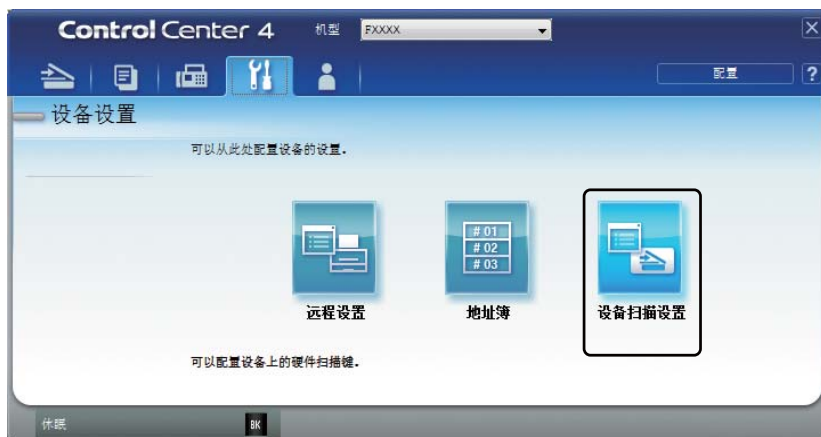 Control Center 4 机型 FXXXX
配置 ?
设备设置
可以从此处配置设备的设置.
# 01
# 02
# 03
远程设置 地址簿 设备扫描设置
可以配置设备上的硬件扫描键.
休眠 BK